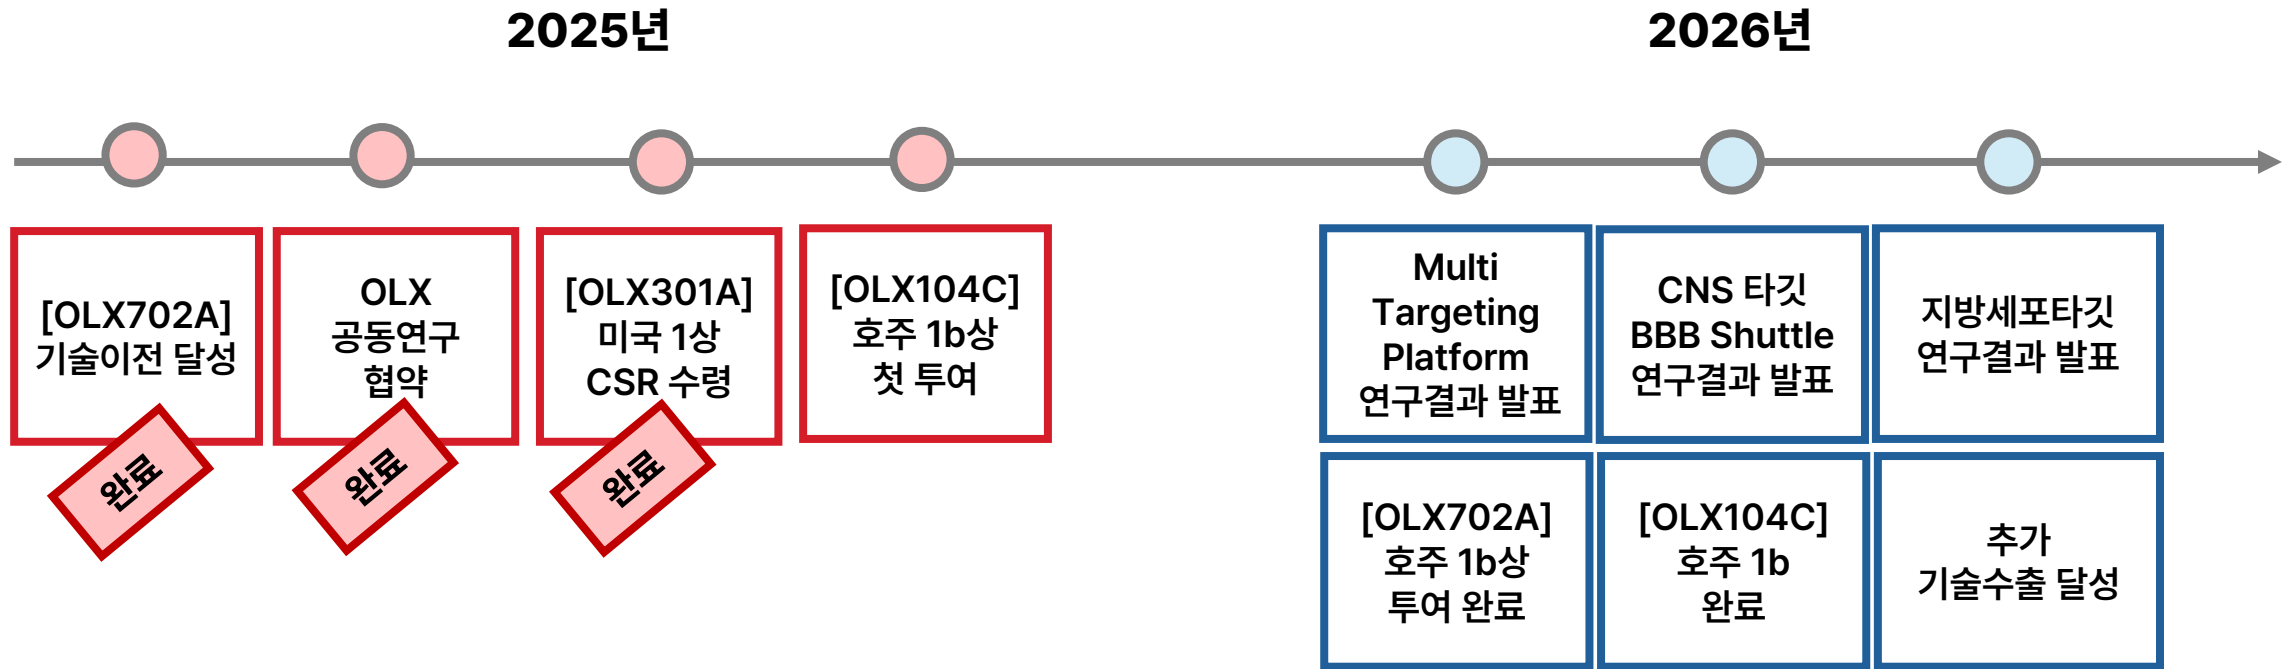 2025년
2026년
[OLX702A]
기술이전 달성
완료
OLX
공동연구
협약
완료
[OLX301A]
미국 1상
CSR 수령
완료
[OLX104C]
호주 1b상
첫 투여
Multi
Targeting
Platform
연구결과 발표
CNS 타깃
BBB Shuttle
연구결과 발표
지방세포타깃
연구결과 발표
[OLX702A]
호주 1b상
투여 완료
[OLX104C]
호주 1b
완료
추가
기술수출 달성